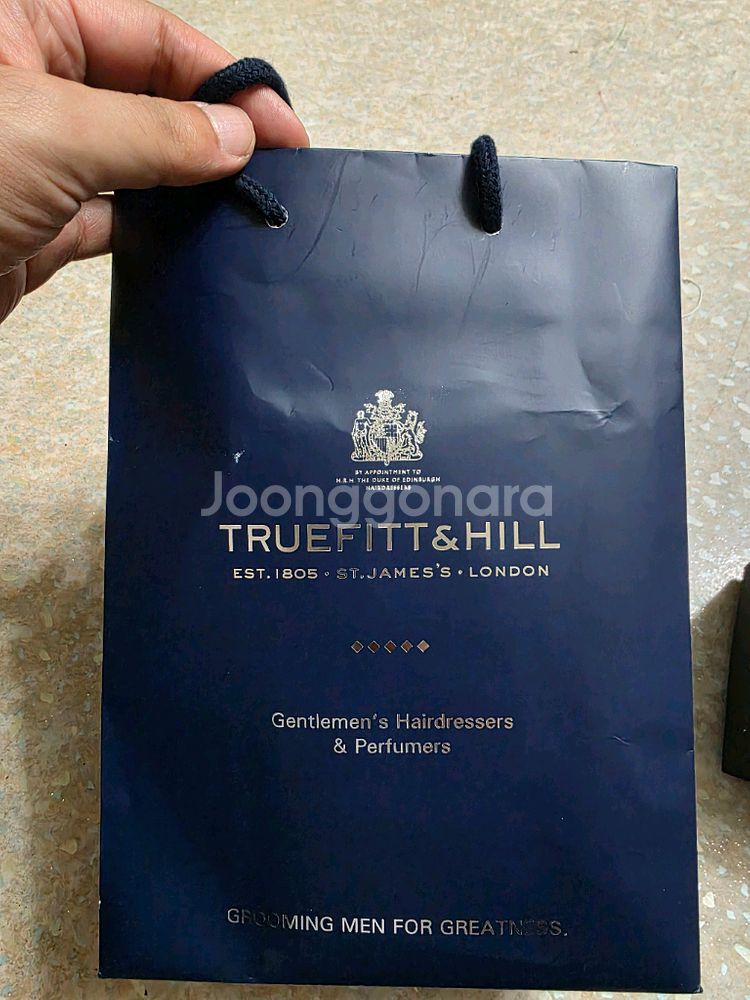 BY APPOINTMENT TO
H.R.H. THE DUKE OF EDINBURGH
HAIRDRESSERS
Joonggonara
TRUEFITT&HILL
EST.1805 · ST.JAMES'S · LONDON
Gentlemen's Hairdressers
& Perfumers
GROOMING MEN FOR GREATNESS.